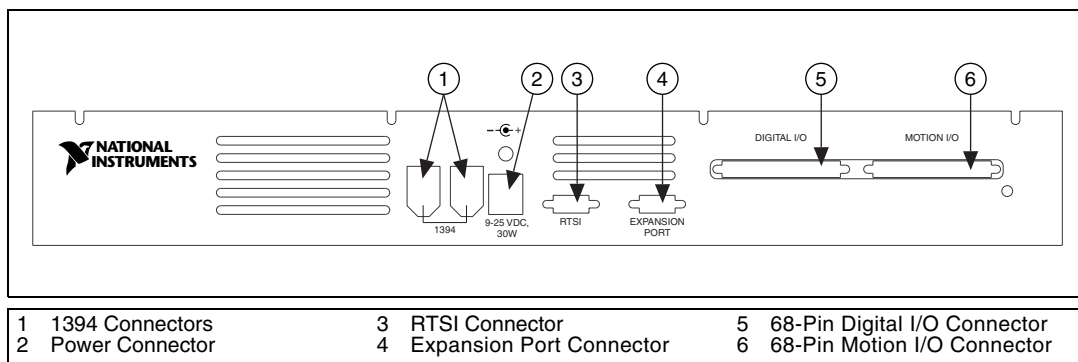 1 2 3 4 5 6
NATIONAL
INSTRUMENTS
- +
DIGITAL I/O
MOTION I/O
1394
9-25 VDC,
30W
RTSI
EXPANSION
PORT
1 1394 Connectors
2 Power Connector
3 RTSI Connector
4 Expansion Port Connector
5 68-Pin Digital I/O Connector
6 68-Pin Motion I/O Connector